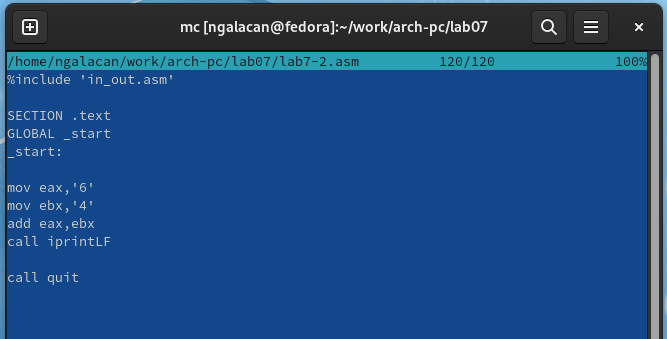 mc [ngalacan@fedora]:~/work/arch-pc/lab07
/home/ngalacan/work/arch-pc/lab07/lab7-2.asm 120/120 100%
%include 'in_out.asm'
SECTION .text
GLOBAL _start
_start:
mov eax,'6'
mov ebx,'4'
add eax,ebx
call iprintLF
call quit